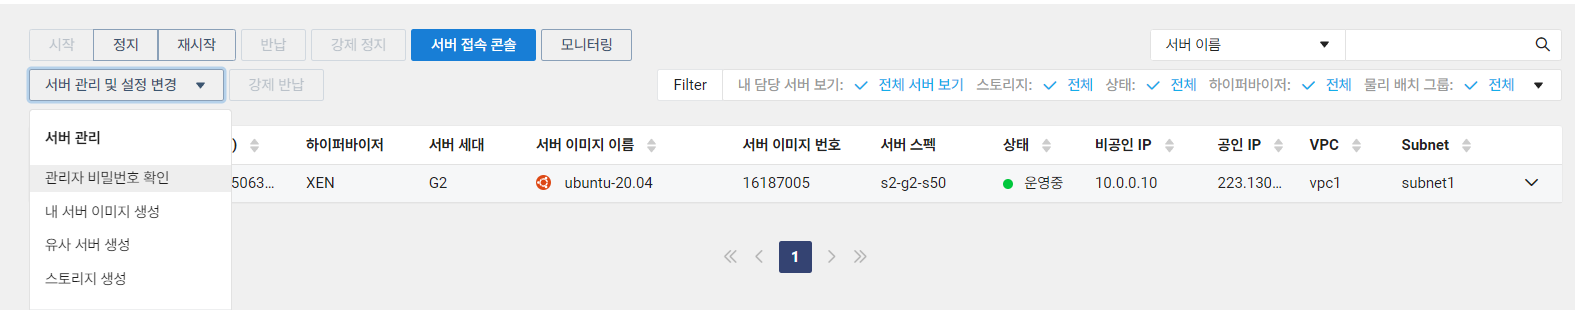 시작 정지 재시작 반납 강제 정지 서버 접속 콘솔 모니터링 서버 이름
서버 관리 및 설정 변경 강제 반납 Filter 내 담당 서버 보기: 전체 서버 보기 스토리지: 전체 상태: 전체 하이퍼바이저: 전체 물리 배치 그룹: 전체
) 하이퍼바이저 서버 세대 서버 이미지 이름 서버 이미지 번호 서버 스펙 상태 비공인 IP 공인 IP VPC Subnet
5063... XEN G2 ubuntu-20.04 16187005 s2-g2-s50 운영중 10.0.0.10 223.130... vpc1 subnet1
서버 관리
관리자 비밀번호 확인
내 서버 이미지 생성
유사 서버 생성
스토리지 생성
1